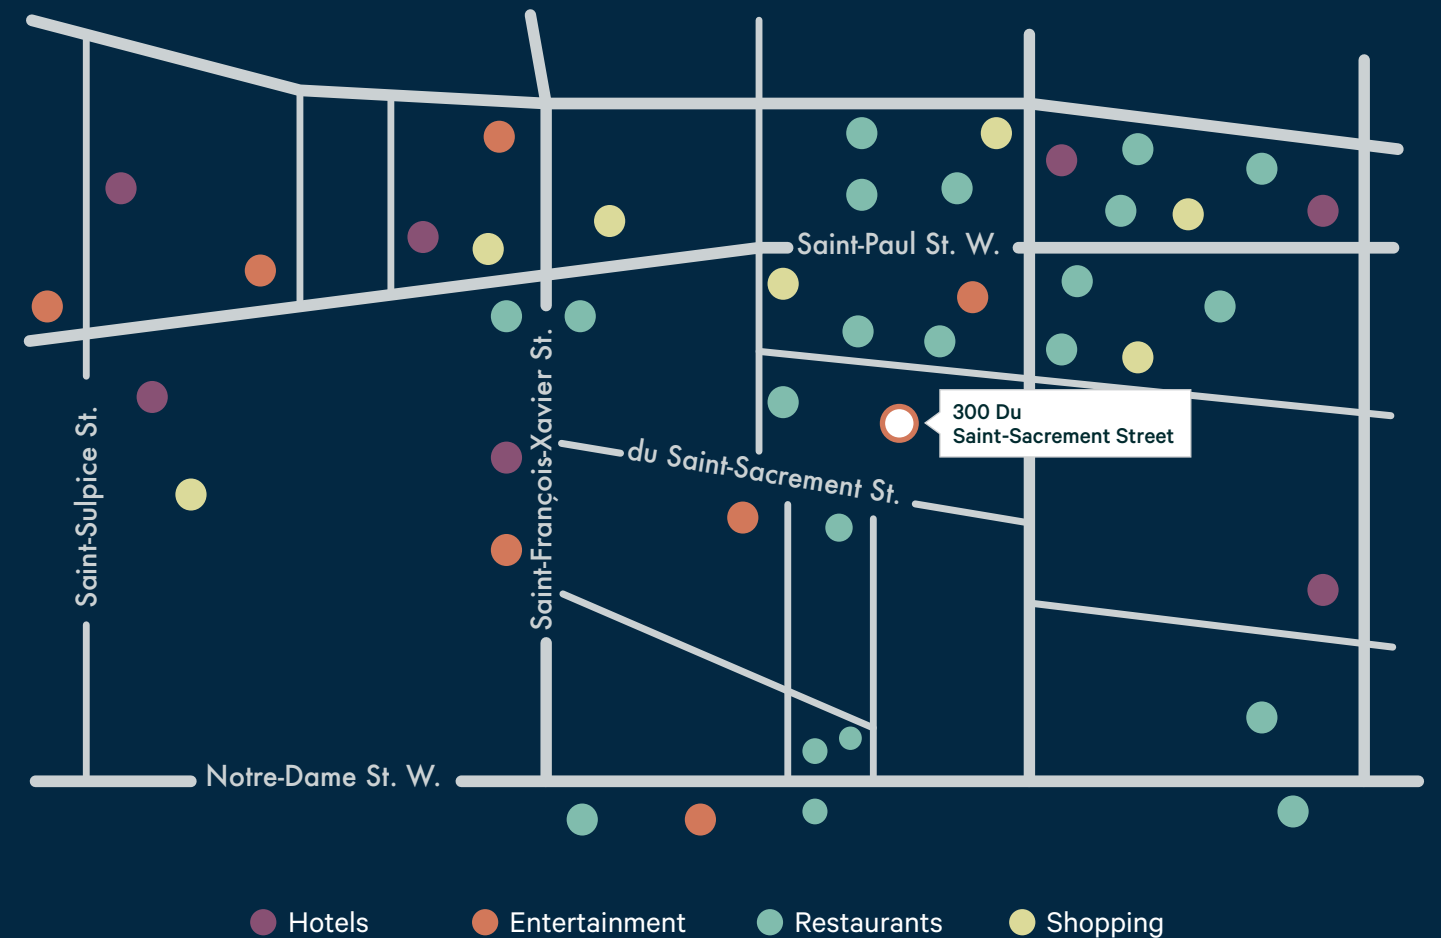 Saint-Paul St. W.
Saint-François-Xavier St.
300 Du
Saint-Sacrement Street
Saint-Sulpice St.
du Saint-Sacrement St.
Notre-Dame St. W.
Hotels
Entertainment
Restaurants
Shopping